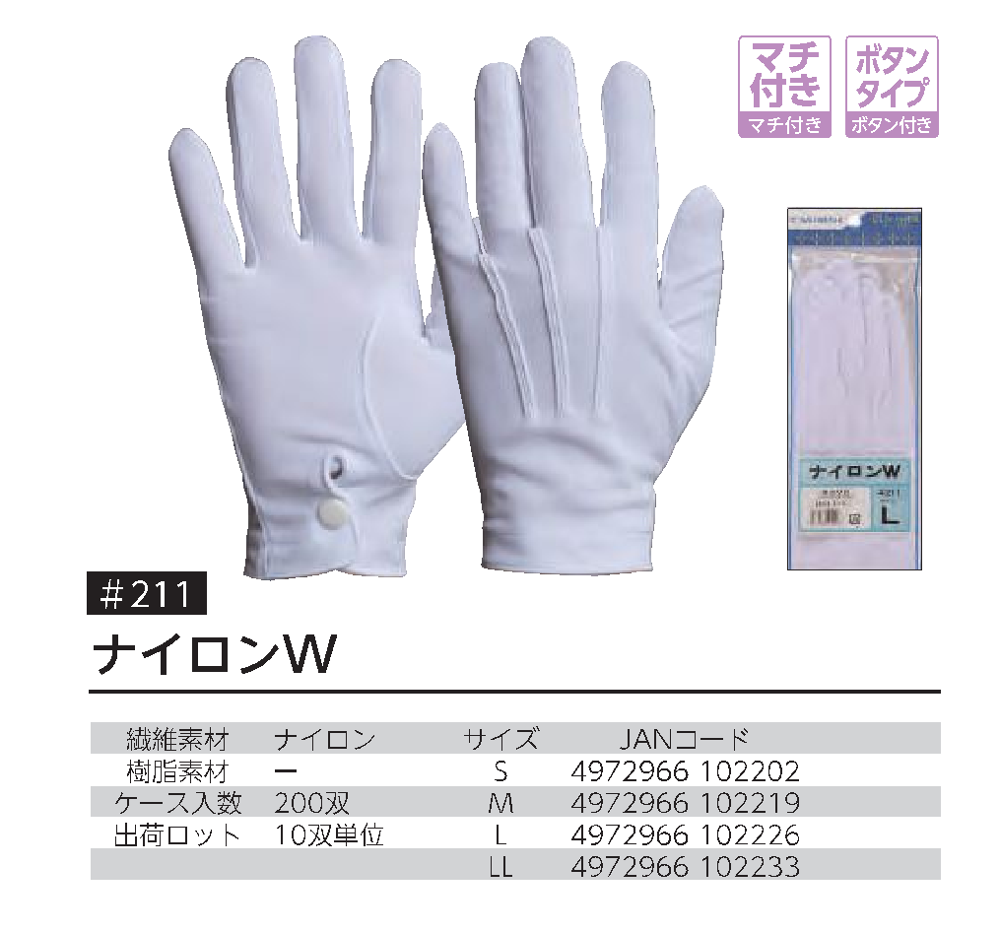 マチ
付き
マチ付き
ボタン
タイプ
ボタン付き
ナイロンW
#211
L
#211
ナイロンW
繊維素材 ナイロン サイズ JANコード
樹脂素材 ー S 4972966 102202
ケース入数 200双 M 4972966 102219
出荷ロット 10双単位 L 4972966 102226
LL 4972966 102233